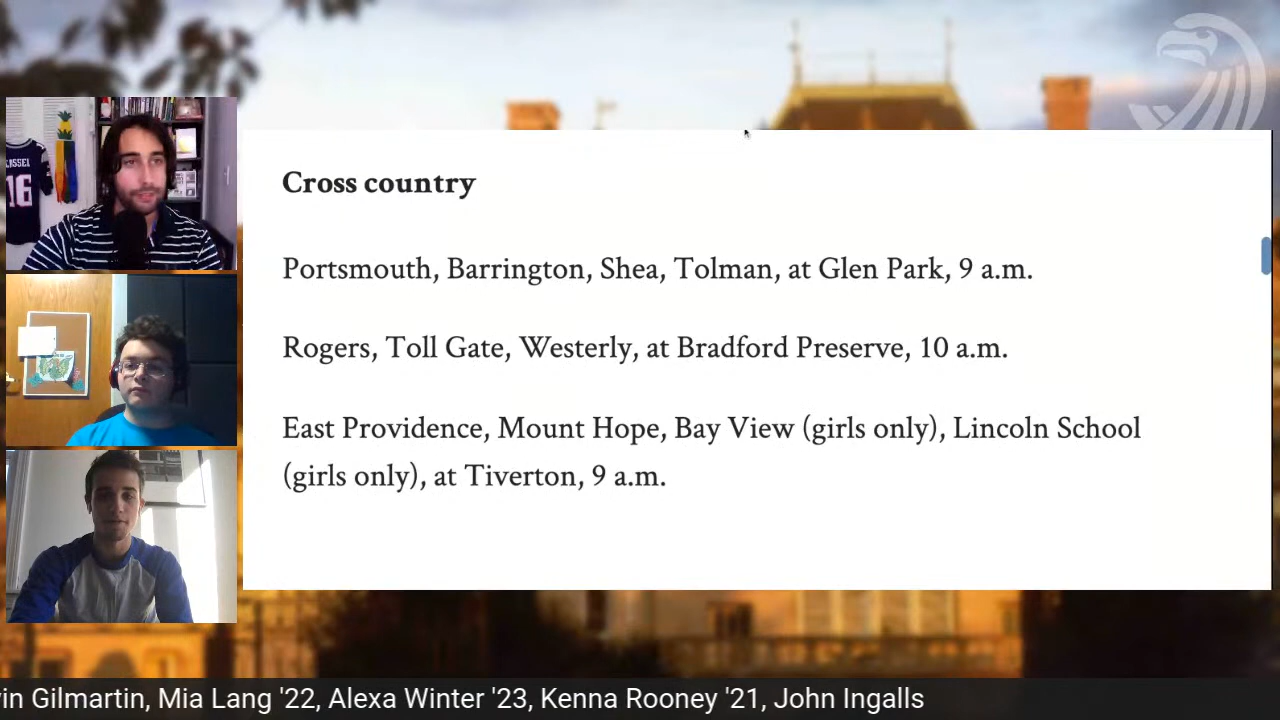 Cross country
Portsmouth, Barrington, Shea, Tolman, at Glen Park, 9 a.m.
Rogers, Toll Gate, Westerly, at Bradford Preserve, 10 a.m.
East Providence, Mount Hope, Bay View (girls only), Lincoln School
(girls only), at Tiverton, 9 a.m.
16
Gilmartin, Mia Lang '22, Alexa Winter '23, Kenna Rooney '21, John Ingalls